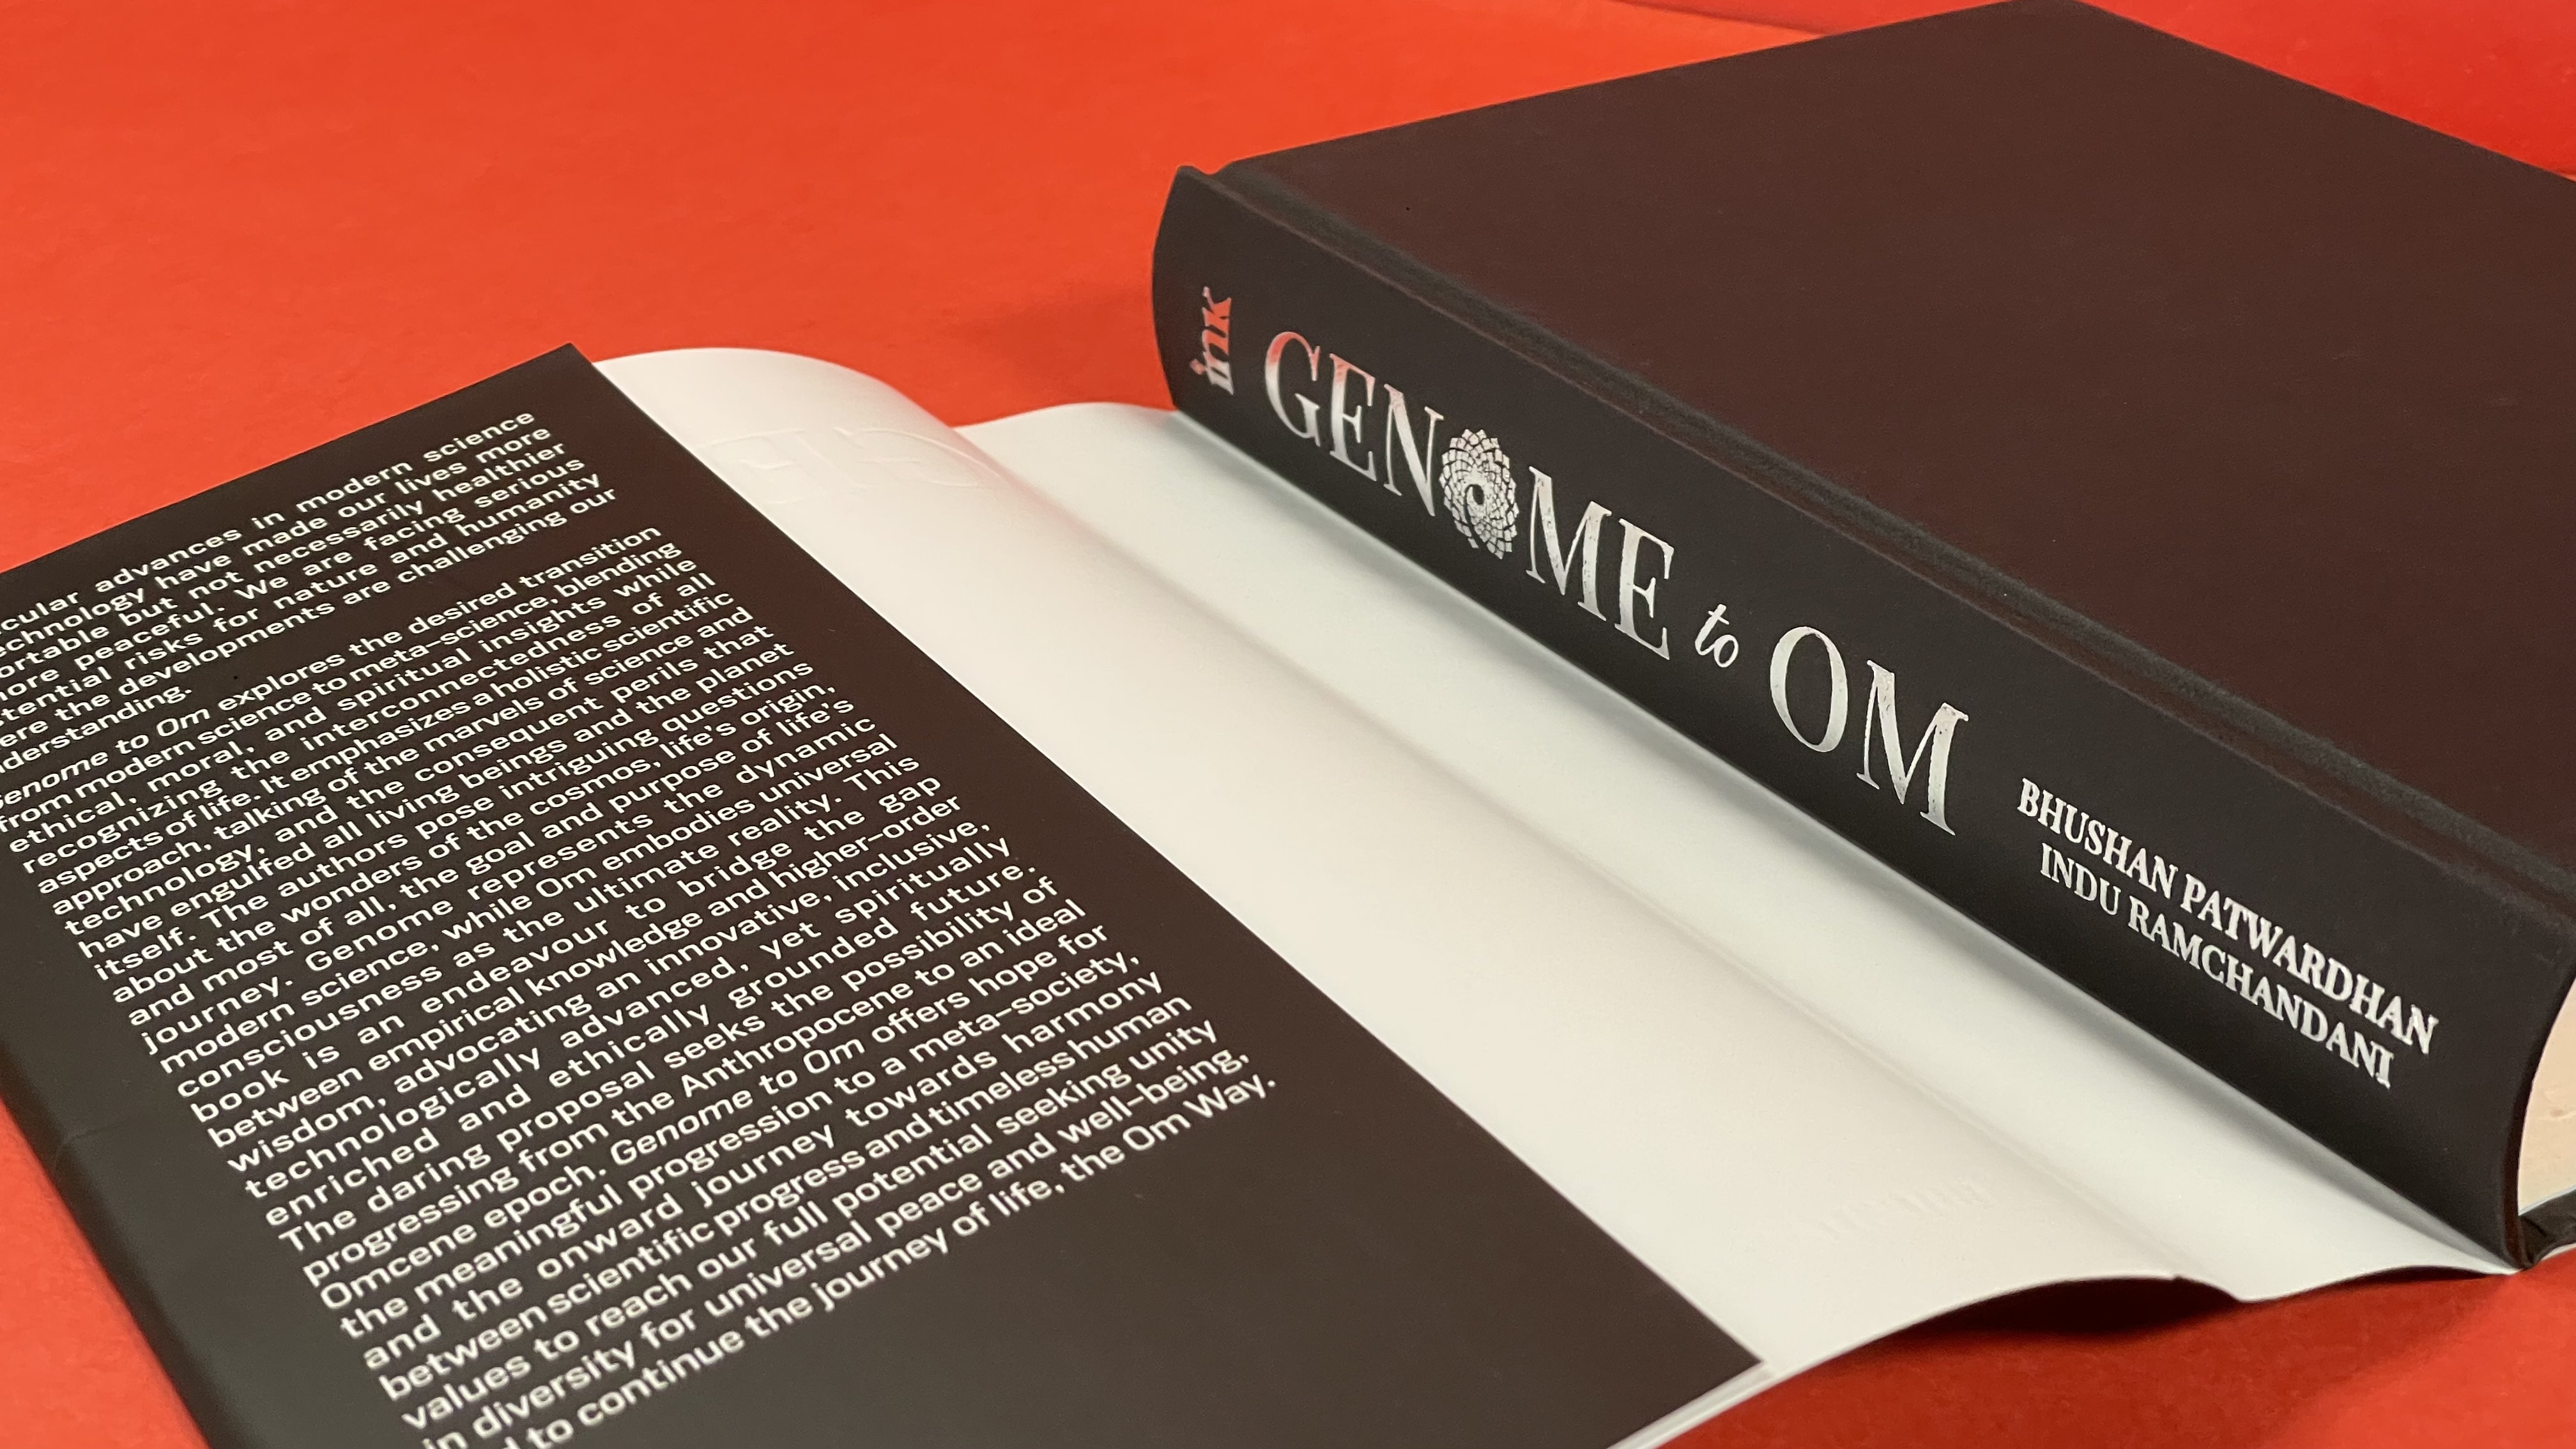 advances in modern science
have made our lives more
but not necessarily healthier
more peaceful. We are facing serious
risks for nature and humanity
the developments are challenging our
understanding.
Genome to Om explores the desired transition
from modern science to meta-science, blending
ethical, moral, and spiritual insights while
recognizing the interconnectedness of all
aspects of life. It emphasizes a holistic scientific
approach, talking of the marvels of science and
technology, and the consequent perils that
have engulfed all living beings and the planet
itself. The authors pose intriguing questions
about the wonders of the cosmos, life's origin,
and most of all, the goal and purpose of life's
journey. Genome represents the dynamic
modern science, while Om embodies universal
consciousness as the ultimate reality. This
book is an endeavour to bridge the gap
between empirical knowledge and higher-order
wisdom, advocating an innovative, inclusive,
technologically advanced, yet spiritually
enriched and ethically grounded future.
The daring proposal seeks the possibility of
progressing from the Anthropocene to an ideal
Omcene epoch. Genome to Om offers hope for
the meaningful progression to a meta-society,
and the onward journey towards harmony
between scientific progress and timeless human
values to reach our full potential seeking unity
in diversity for universal peace and well-being,
to continue the journey of life, the Om Way.
ink
GENOME to OM
BHUSHAN PATWARDHAN
INDU RAMCHANDANI